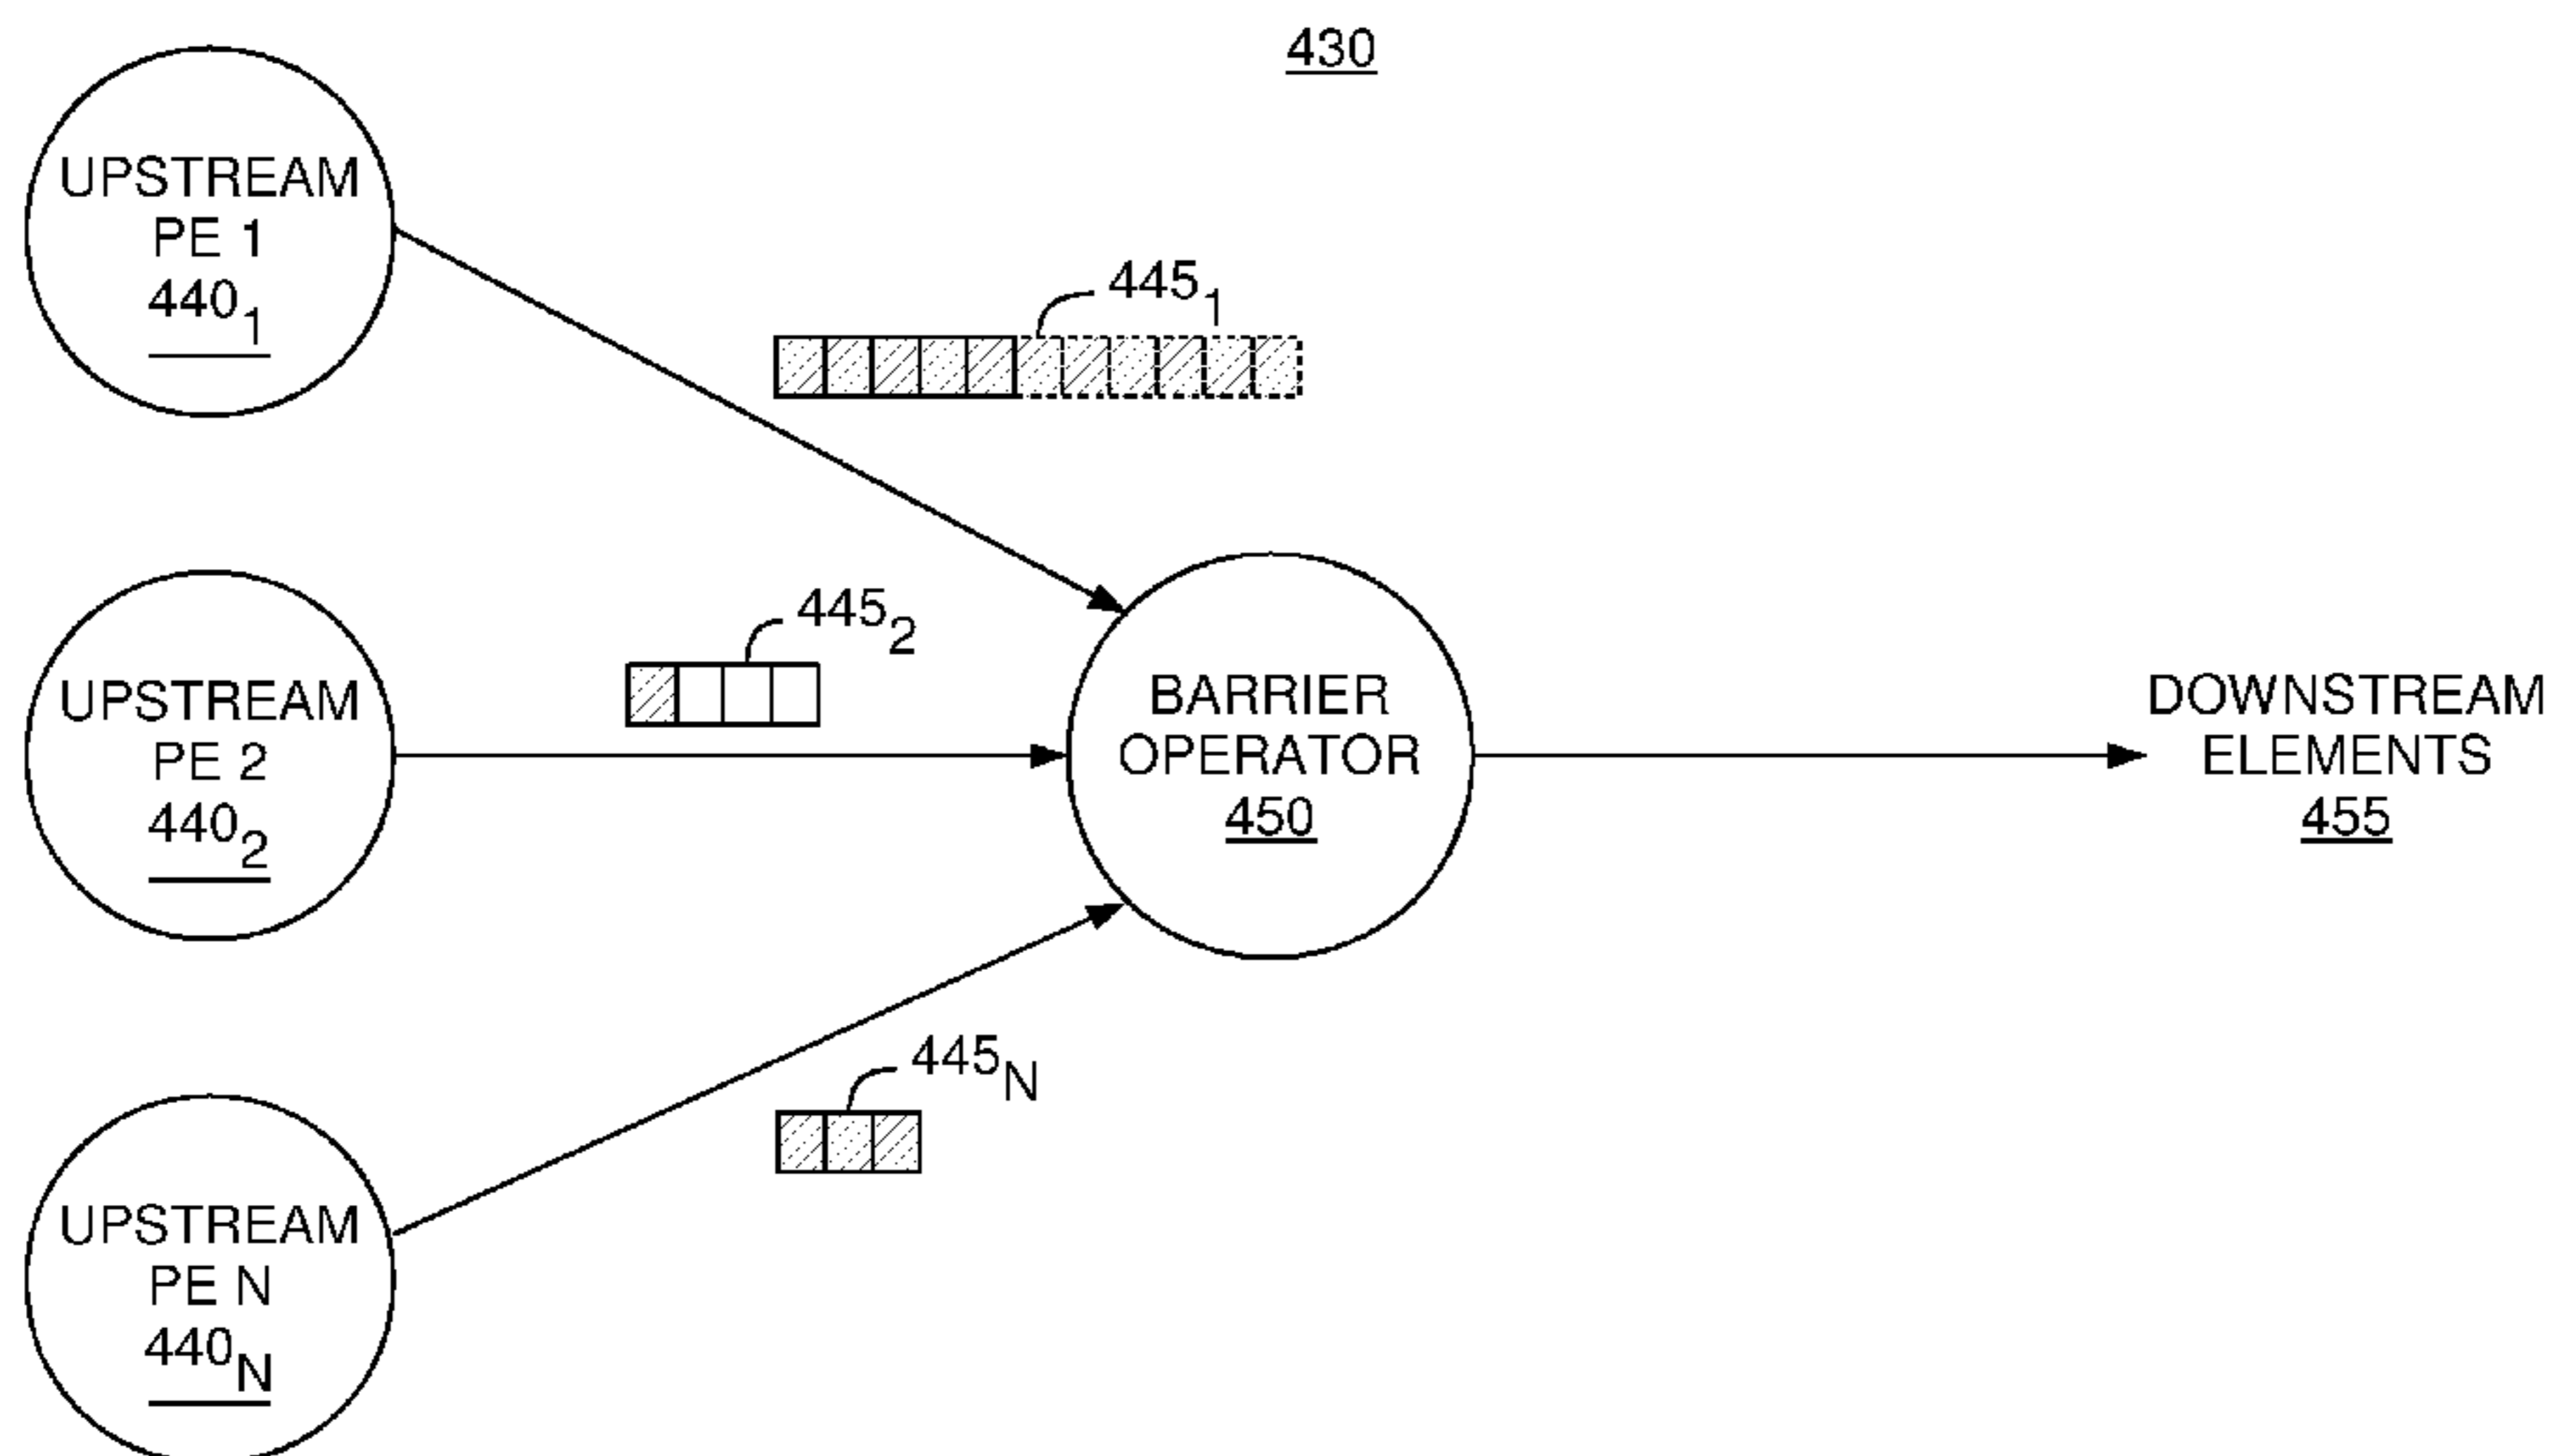 430
UPSTREAM
PE 1
440₁
445₁
UPSTREAM
PE 2
440₂
445₂
BARRIER
OPERATOR
450
DOWNSTREAM
ELEMENTS
455
445N
UPSTREAM
PE N
440N